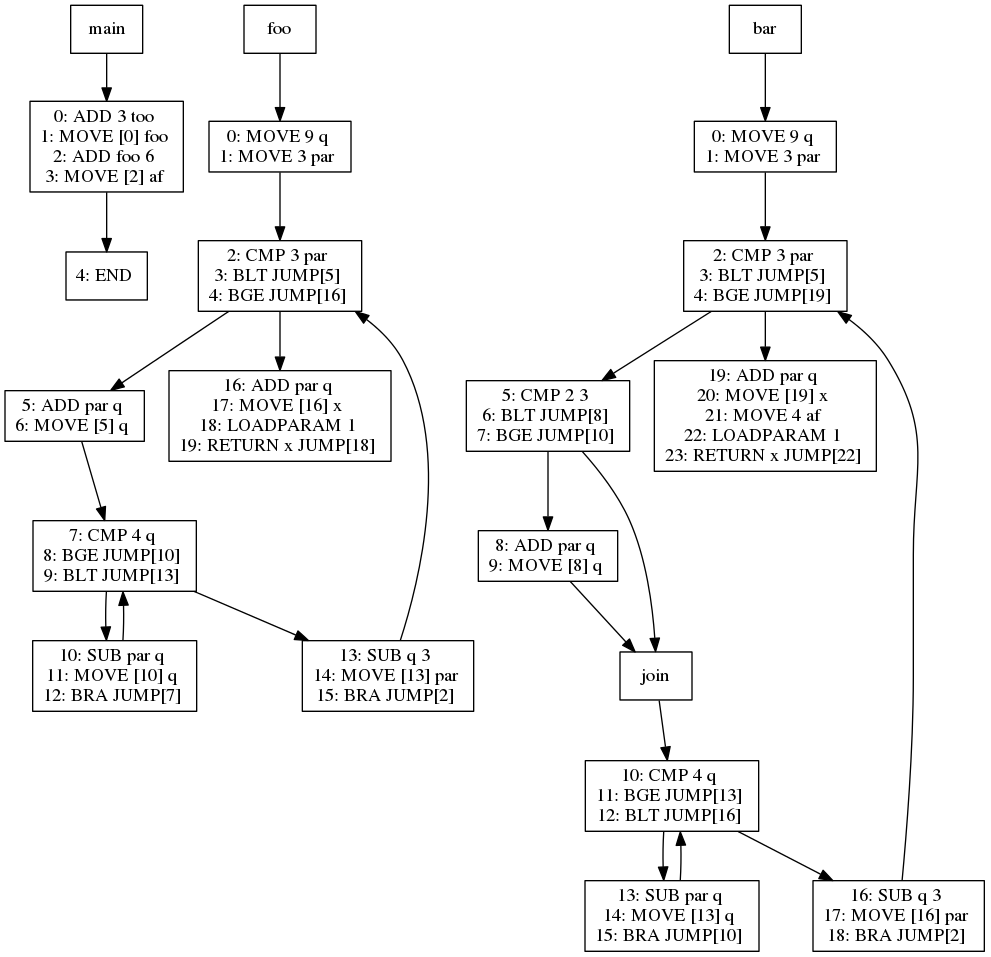 main
0: ADD 3 too
1: MOVE [0] foo
2: ADD foo 6
3: MOVE [2] af
4: END
foo
0: MOVE 9 q
1: MOVE 3 par
2: CMP 3 par
3: BLT JUMP[5]
4: BGE JUMP[16]
5: ADD par q
6: MOVE [5] q
16: ADD par q
17: MOVE [16] x
18: LOADPARAM 1
19: RETURN x JUMP[18]
7: CMP 4 q
8: BGE JUMP[10]
9: BLT JUMP[13]
10: SUB par q
11: MOVE [10] q
12: BRA JUMP[7]
13: SUB q 3
14: MOVE [13] par
15: BRA JUMP[2]
bar
0: MOVE 9 q
1: MOVE 3 par
2: CMP 3 par
3: BLT JUMP[5]
4: BGE JUMP[19]
5: CMP 2 3
6: BLT JUMP[8]
7: BGE JUMP[10]
19: ADD par q
20: MOVE [19] x
21: MOVE 4 af
22: LOADPARAM 1
23: RETURN x JUMP[22]
8: ADD par q
9: MOVE [8] q
join
10: CMP 4 q
11: BGE JUMP[13]
12: BLT JUMP[16]
13: SUB par q
14: MOVE [13] q
15: BRA JUMP[10]
16: SUB q 3
17: MOVE [16] par
18: BRA JUMP[2]